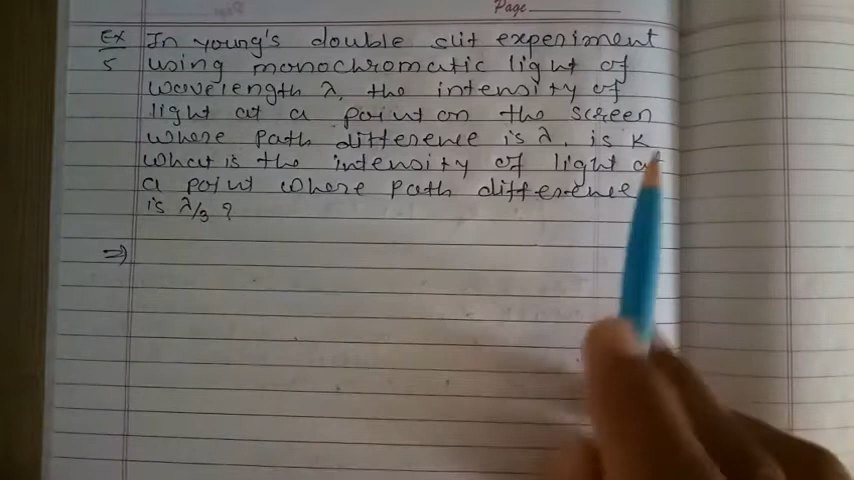 Page
Ex 5
In young's double slit experiment
using monochromatic light of
wavelength λ, the intensity of
light at a point on the screen
where path difference is λ, is K
what is the intensity of light at
a point where path difference
is λ/3 ?
⇒